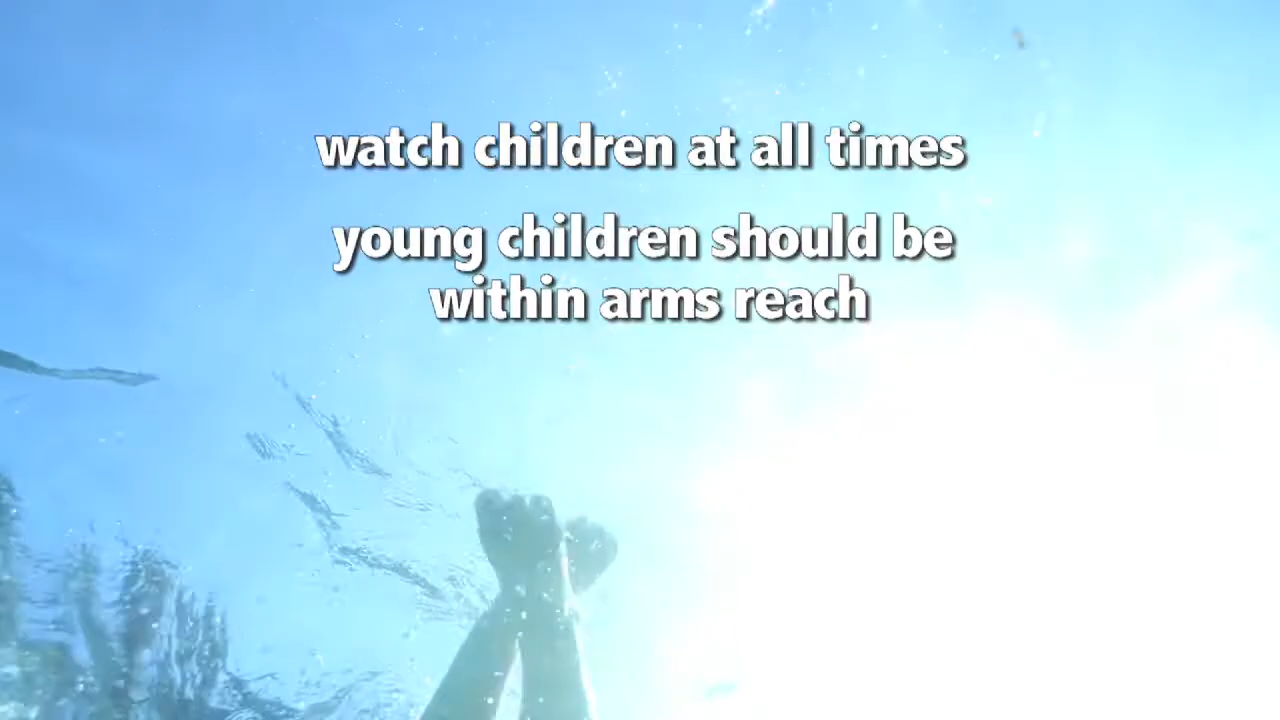 watch children at all times
young children should be
within arms reach